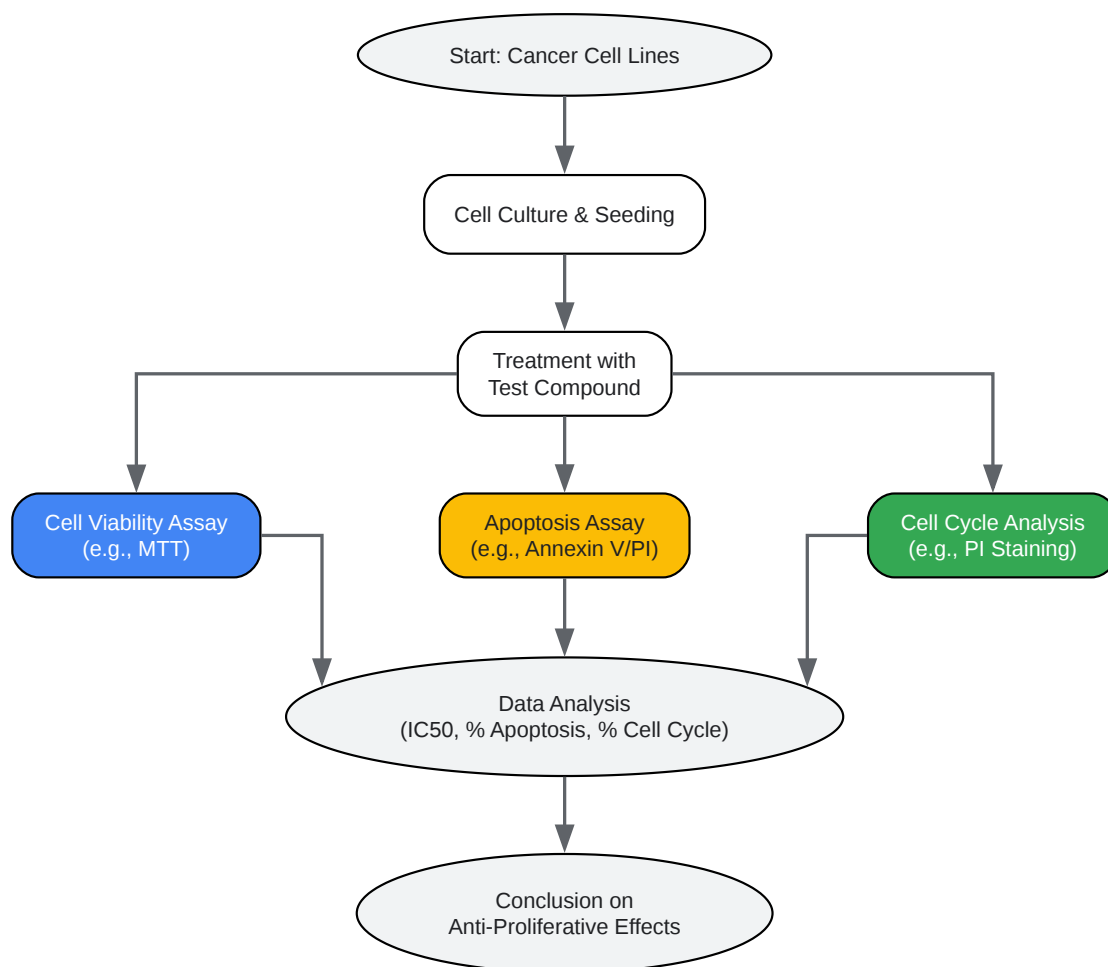 Start: Cancer Cell Lines
Cell Culture & Seeding
Treatment with
Test Compound
Cell Viability Assay
(e.g., MTT)
Apoptosis Assay
(e.g., Annexin V/PI)
Cell Cycle Analysis
(e.g., PI Staining)
Data Analysis
(IC50, % Apoptosis, % Cell Cycle)
Conclusion on
Anti-Proliferative Effects